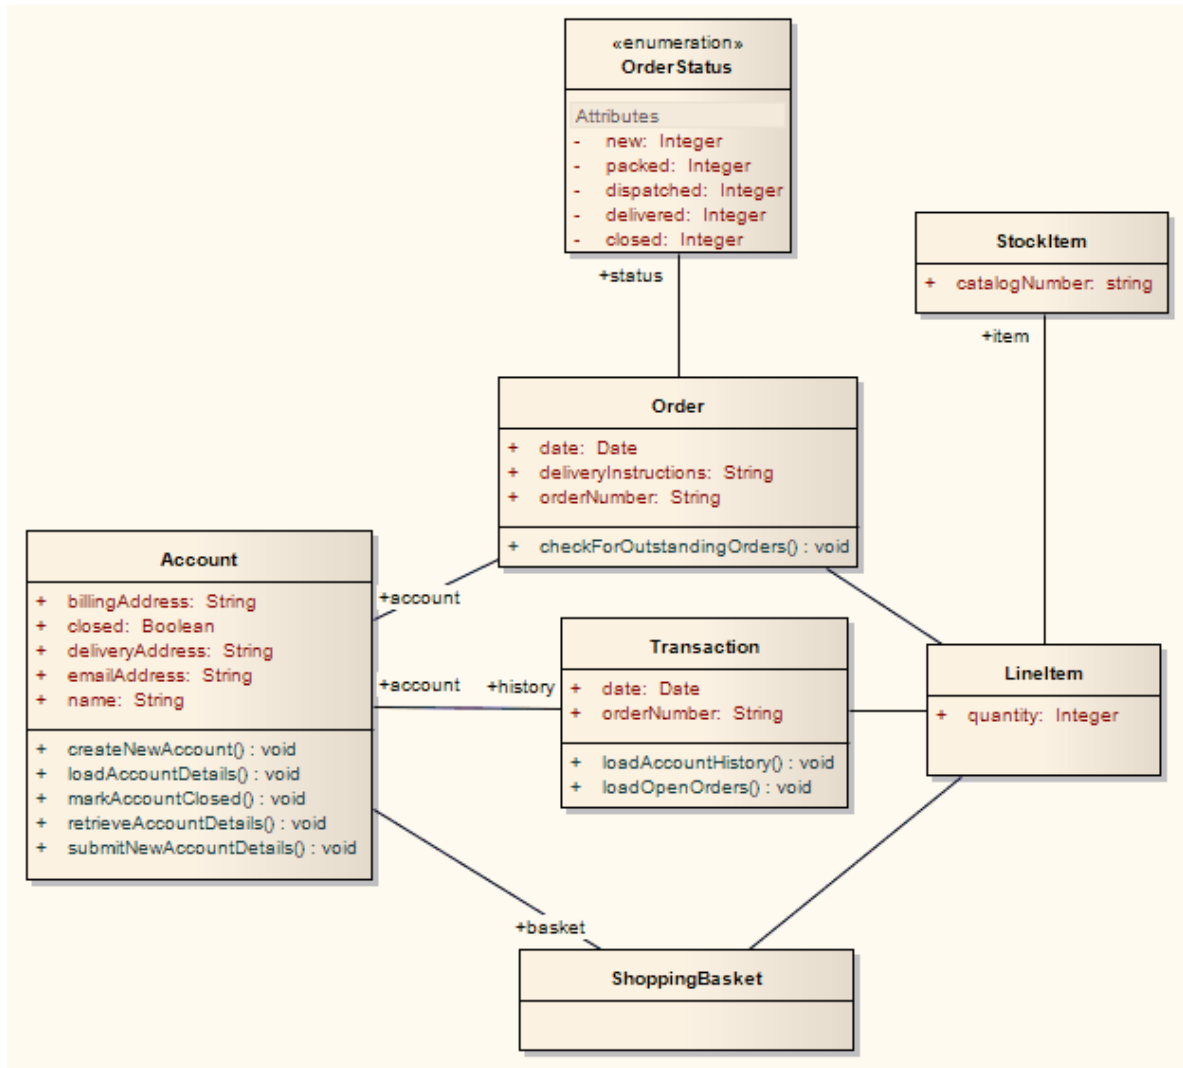 «enumeration»
OrderStatus
Attributes
- new: Integer
- packed: Integer
- dispatched: Integer
- delivered: Integer
- closed: Integer
+status
StockItem
+ catalogNumber: string
+item
Order
+ date: Date
+ deliveryInstructions: String
+ orderNumber: String
+ checkForOutstandingOrders() : void
Account
+ billingAddress: String
+ closed: Boolean
+ deliveryAddress: String
+ emailAddress: String
+ name: String
+ createNewAccount() : void
+ loadAccountDetails() : void
+ markAccountClosed() : void
+ retrieveAccountDetails() : void
+ submitNewAccountDetails() : void
+account
+account
+history
Transaction
+ date: Date
+ orderNumber: String
+ loadAccountHistory() : void
+ loadOpenOrders() : void
LineItem
+ quantity: Integer
+basket
ShoppingBasket